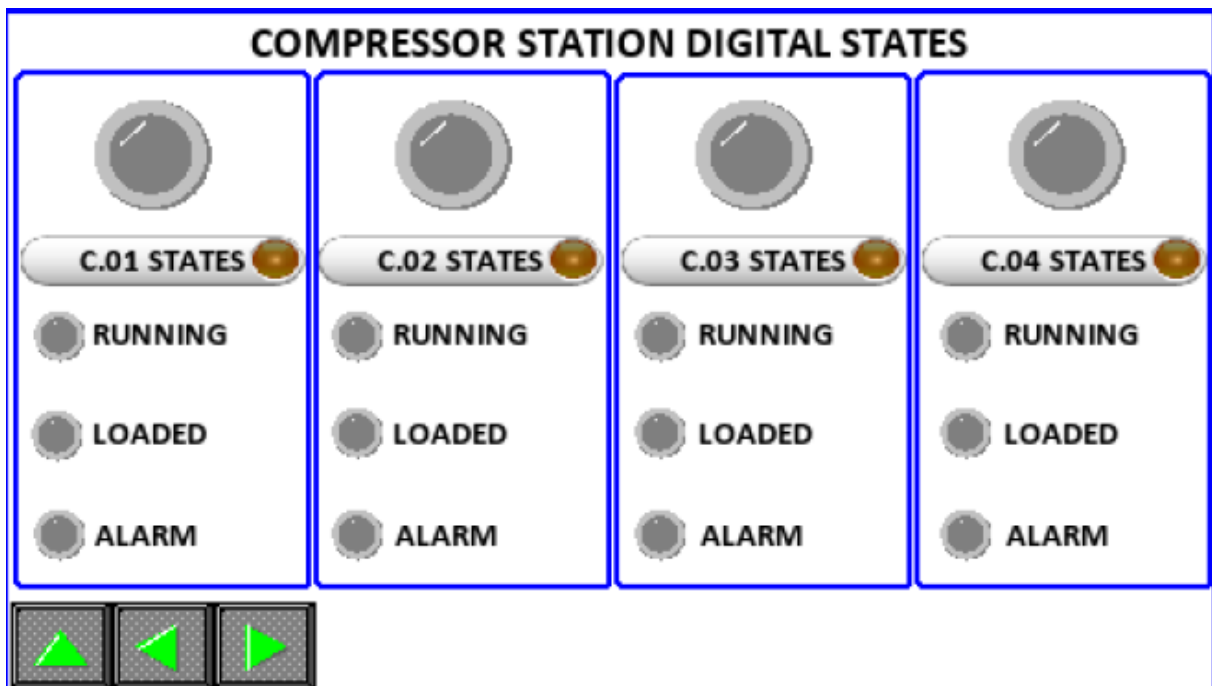 COMPRESSOR STATION DIGITAL STATES
C.01 STATES
RUNNING
LOADED
ALARM
C.02 STATES
RUNNING
LOADED
ALARM
C.03 STATES
RUNNING
LOADED
ALARM
C.04 STATES
RUNNING
LOADED
ALARM